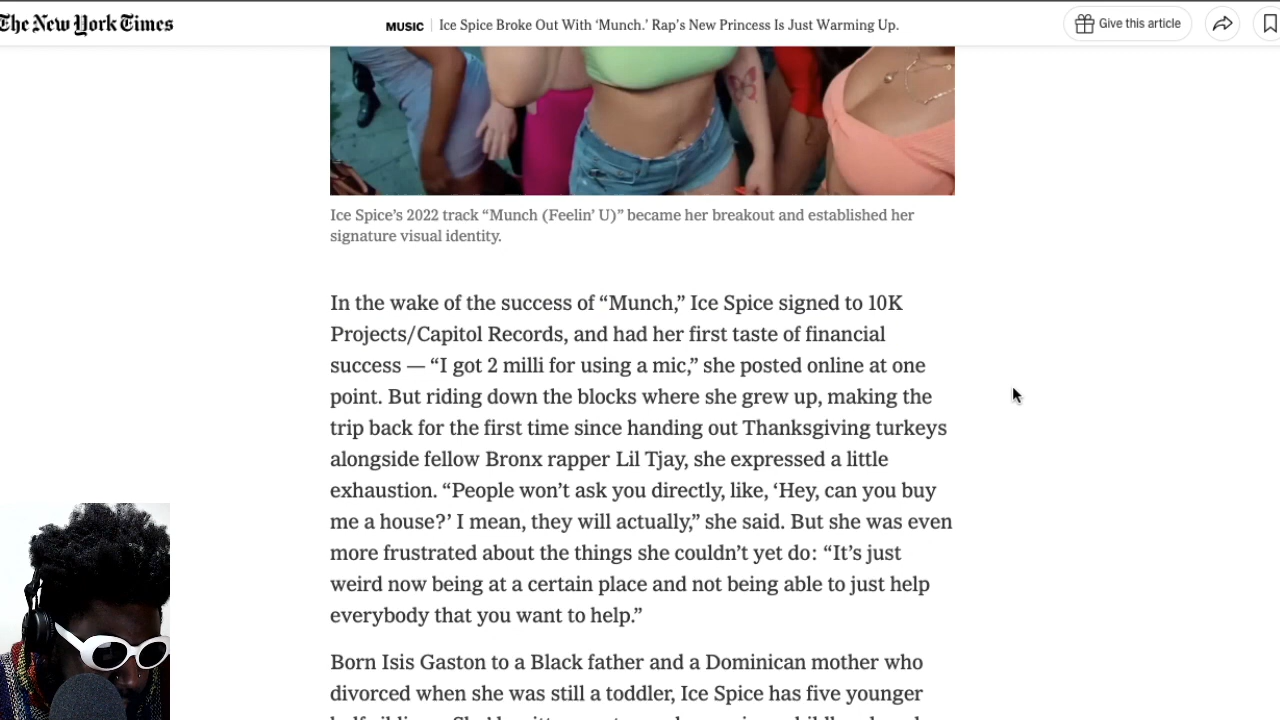 The New York Times
MUSIC Ice Spice Broke Out With ‘Munch.’ Rap’s New Princess Is Just Warming Up.
Give this article
Ice Spice’s 2022 track “Munch (Feelin’ U)” became her breakout and established her
signature visual identity.
In the wake of the success of “Munch,” Ice Spice signed to 10K
Projects/Capitol Records, and had her first taste of financial
success — “I got 2 milli for using a mic,” she posted online at one
point. But riding down the blocks where she grew up, making the
trip back for the first time since handing out Thanksgiving turkeys
alongside fellow Bronx rapper Lil Tjay, she expressed a little
exhaustion. “People won’t ask you directly, like, ‘Hey, can you buy
me a house?’ I mean, they will actually,” she said. But she was even
more frustrated about the things she couldn’t yet do: “It’s just
weird now being at a certain place and not being able to just help
everybody that you want to help.”
Born Isis Gaston to a Black father and a Dominican mother who
divorced when she was still a toddler, Ice Spice has five younger